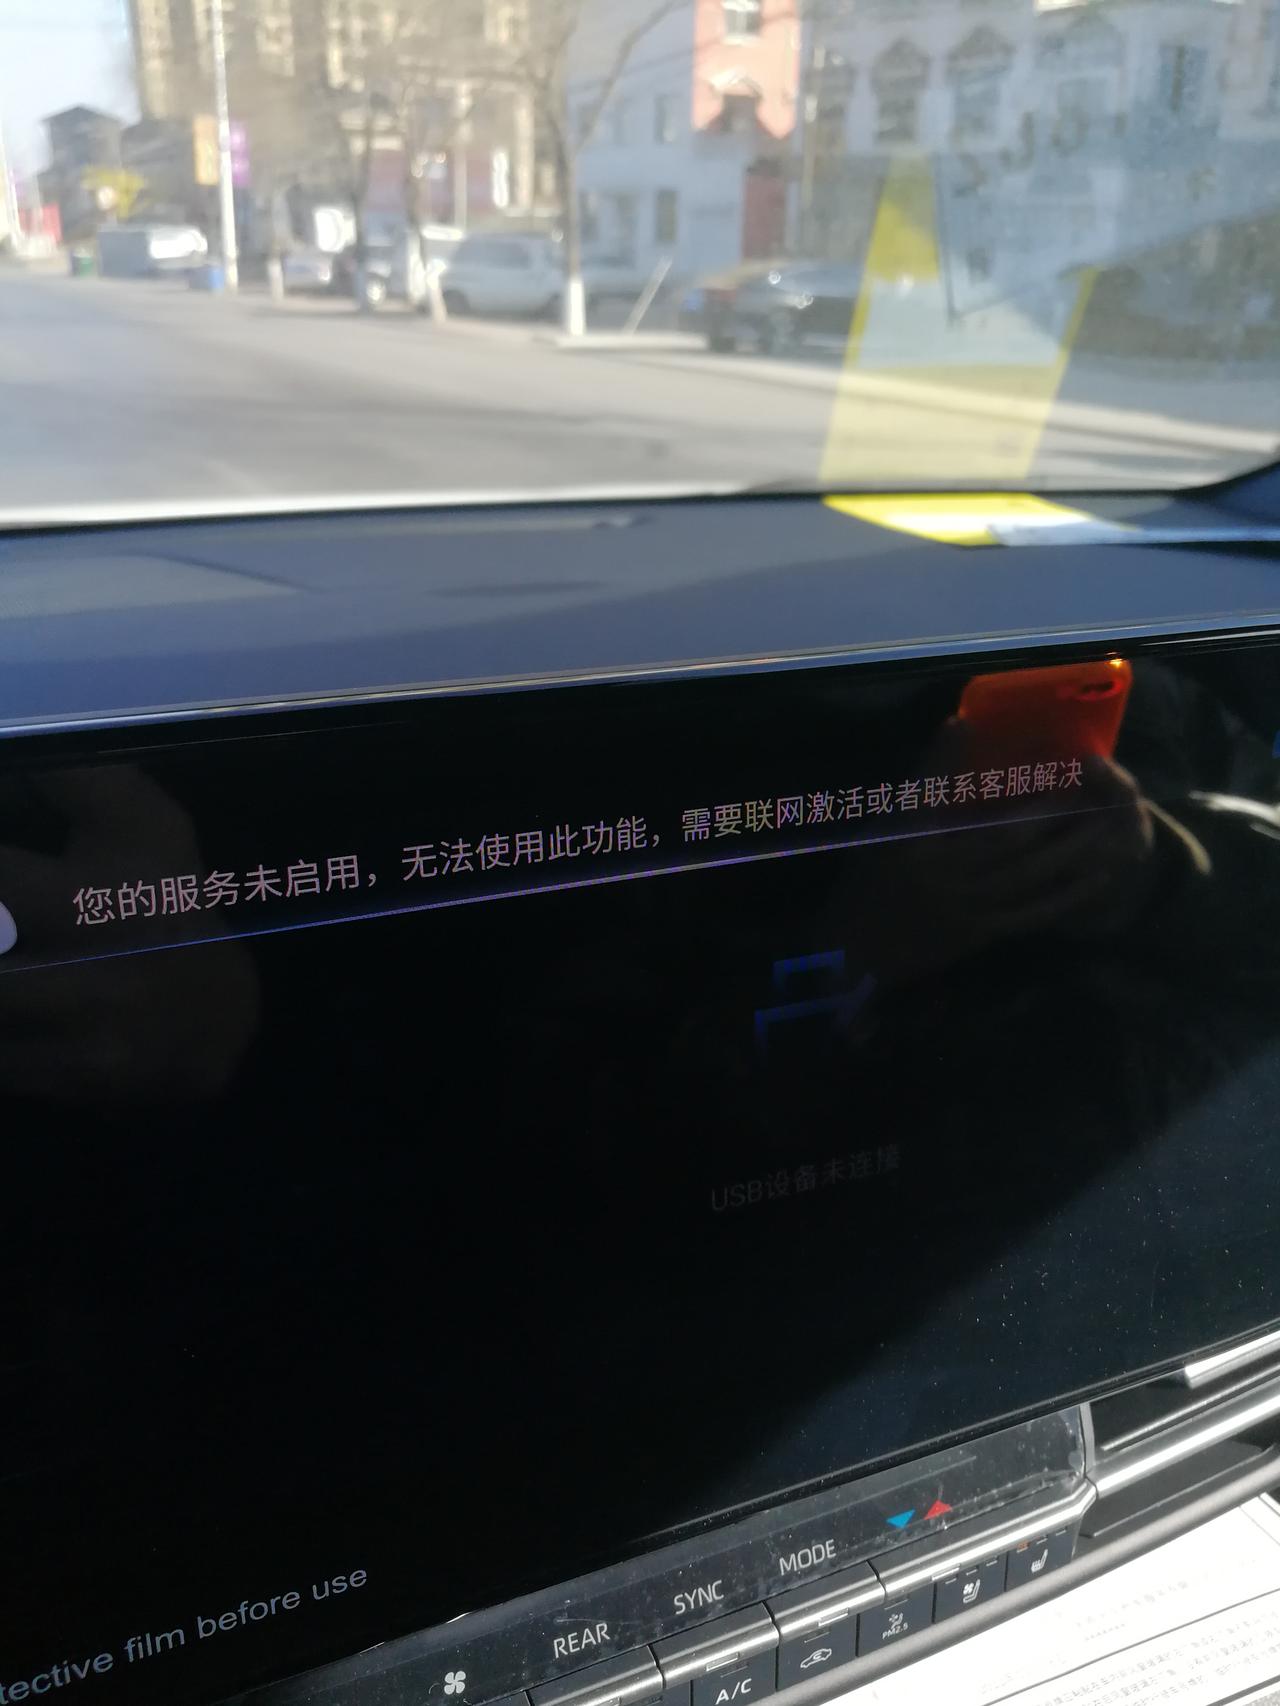 您的服务未启用，无法使用此功能，需要联网激活或者联系客服解决
USB设备未连接
tective film before use
MODE
SYNC
REAR
PM2.5
A/C